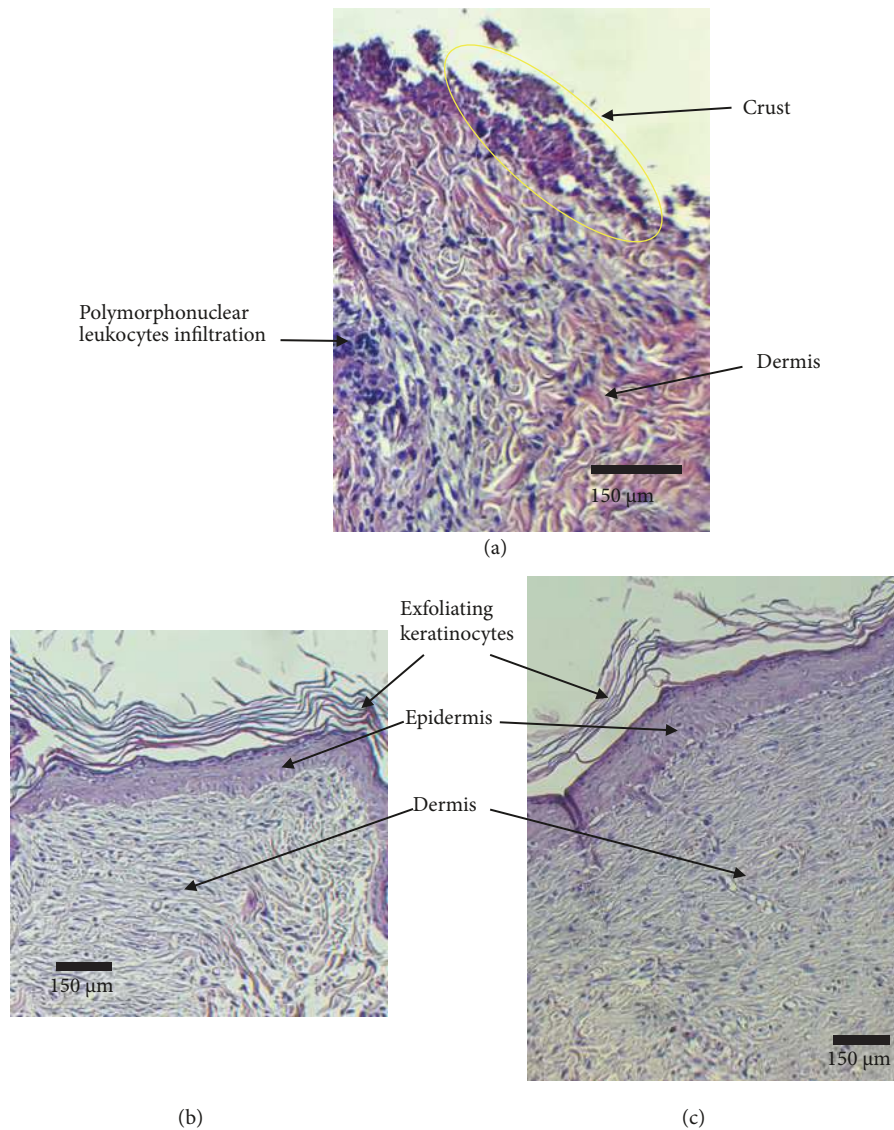 Crust
Polymorphonuclear
leukocytes infiltration
Dermis
150 μm
(a)
Exfoliating
keratinocytes
Epidermis
Dermis
150 μm
150 μm
(b)
(c)